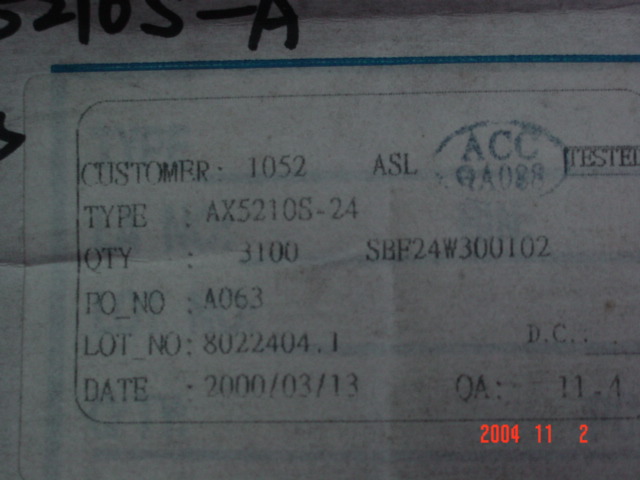 5210S-A
ACC
CUSTOMER: 1052 ASL QA088 TESTED
TYPE : AX5210S-24
QTY : 3100 SBF24W300102
PO_NO : A063
LOT_NO: 8022404.1
D.C..
DATE : 2000/03/13 QA: 11.4
2004 11 2